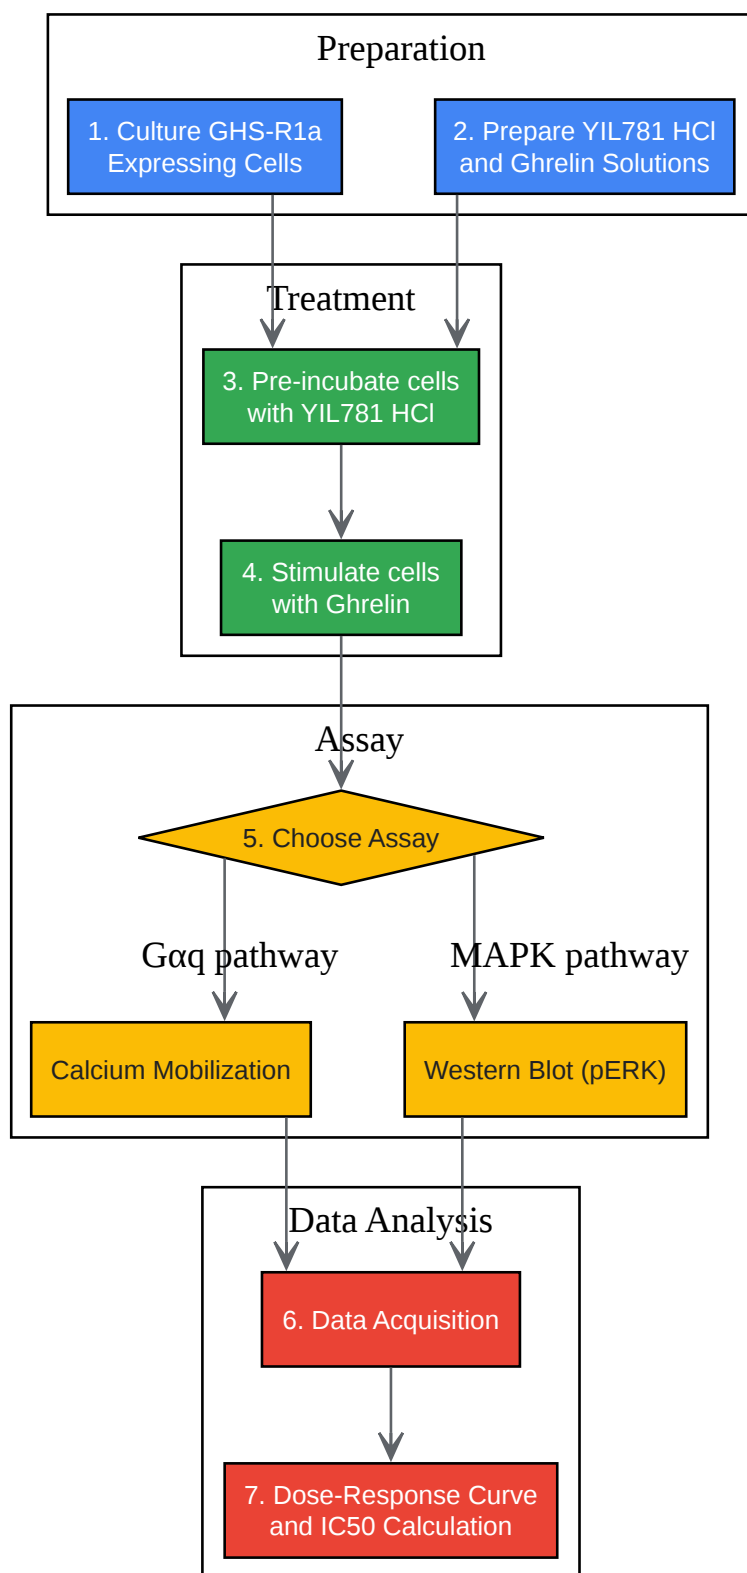 Preparation
1. Culture GHS-R1a
Expressing Cells
2. Prepare YIL781 HCl
and Ghrelin Solutions
Treatment
3. Pre-incubate cells
with YIL781 HCl
4. Stimulate cells
with Ghrelin
Assay
5. Choose Assay
Gαq pathway
MAPK pathway
Calcium Mobilization
Western Blot (pERK)
Data Analysis
6. Data Acquisition
7. Dose-Response Curve
and IC50 Calculation